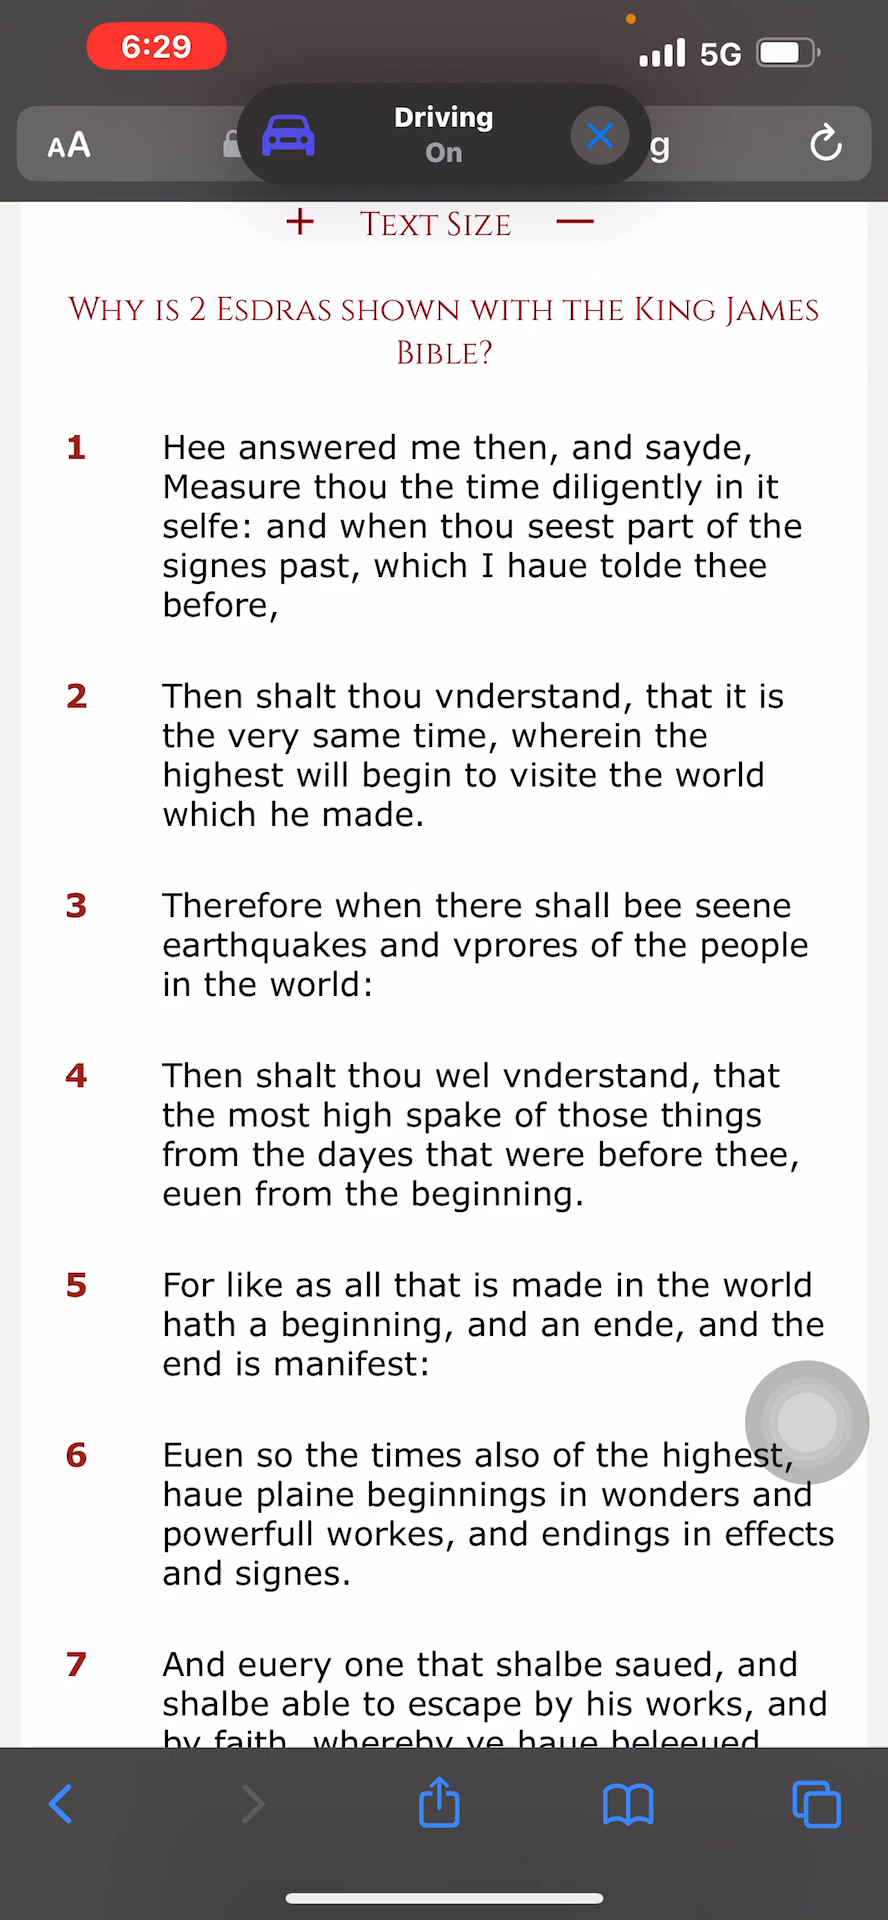 6:29
5G
AA
Driving
On
g
+ TEXT SIZE —
WHY IS 2 ESDRAS SHOWN WITH THE KING JAMES
BIBLE?
1 Hee answered me then, and sayde,
Measure thou the time diligently in it
selfe: and when thou seest part of the
signes past, which I haue tolde thee
before,
2 Then shalt thou vnderstand, that it is
the very same time, wherein the
highest will begin to visite the world
which he made.
3 Therefore when there shall bee seene
earthquakes and vprores of the people
in the world:
4 Then shalt thou wel vnderstand, that
the most high spake of those things
from the dayes that were before thee,
euen from the beginning.
5 For like as all that is made in the world
hath a beginning, and an ende, and the
end is manifest:
6 Euen so the times also of the highest,
haue plaine beginnings in wonders and
powerfull workes, and endings in effects
and signes.
7 And euery one that shalbe saued, and
shalbe able to escape by his works, and
by faith, whereby ye haue beleeued,